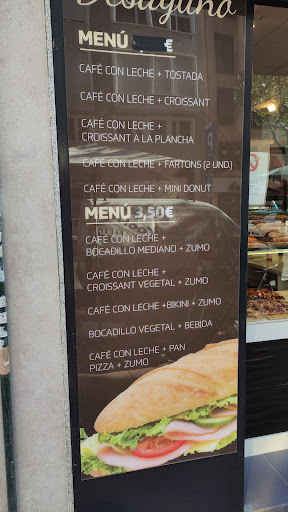 Desayuno
MENÚ €
CAFÉ CON LECHE + TOSTADA
CAFÉ CON LECHE + CROISSANT
CAFÉ CON LECHE +
CROISSANT A LA PLANCHA
CAFÉ CON LECHE + FARTONS (2 UND.)
CAFÉ CON LECHE + MINI DONUT
MENÚ 3,50€
CAFÉ CON LECHE +
BOCADILLO MEDIANO + ZUMO
CAFÉ CON LECHE +
CROISSANT VEGETAL + ZUMO
CAFÉ CON LECHE +BIKINI + ZUMO
BOCADILLO VEGETAL + BEBIDA
CAFÉ CON LECHE + PAN
PIZZA + ZUMO